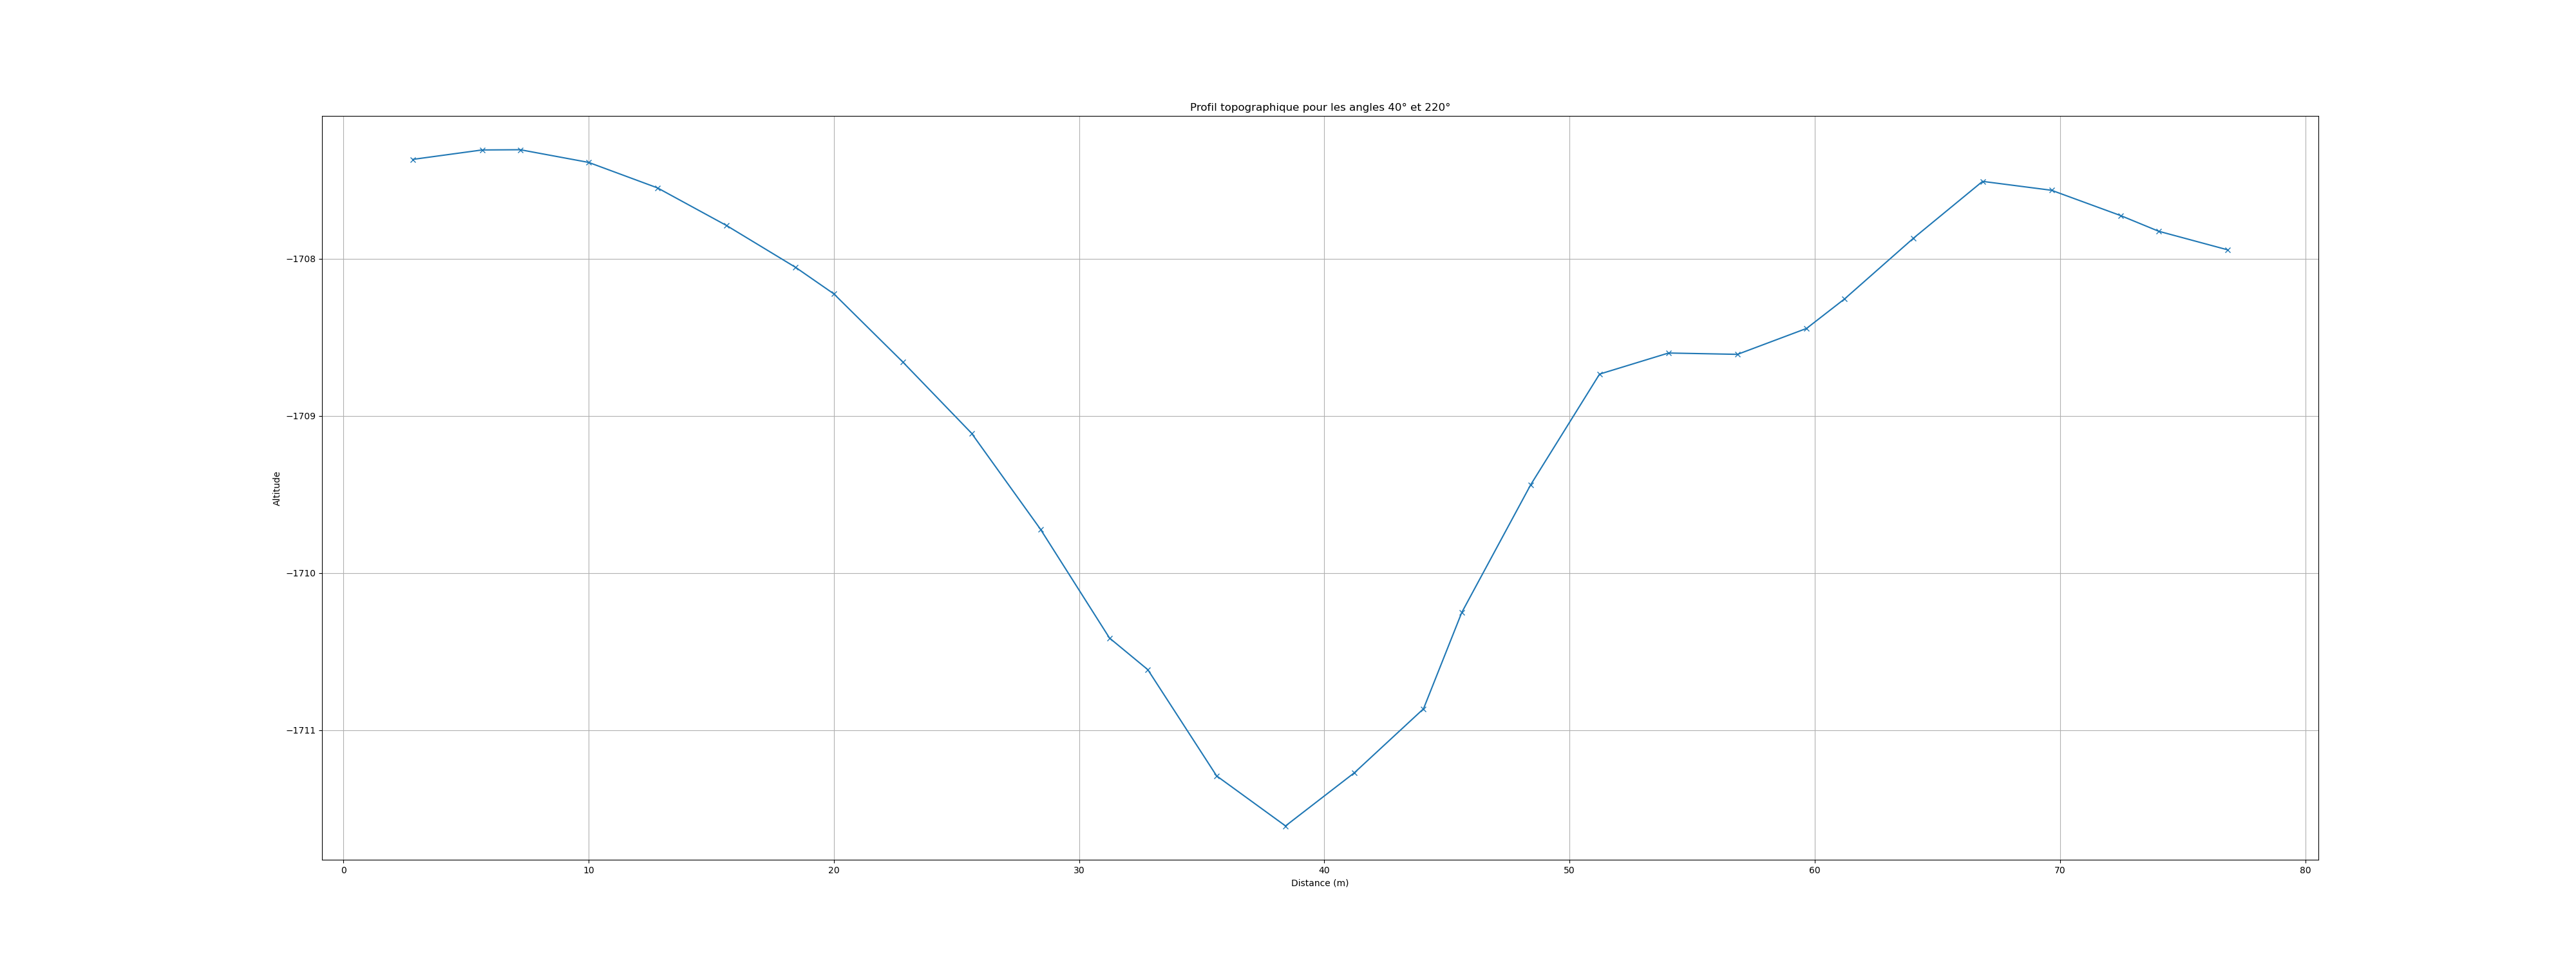 Profil topographique pour les angles 40° et 220°
−1708
−1709
Altitude
−1710
−1711
0 10 20 30 40 50 60 70 80
Distance (m)